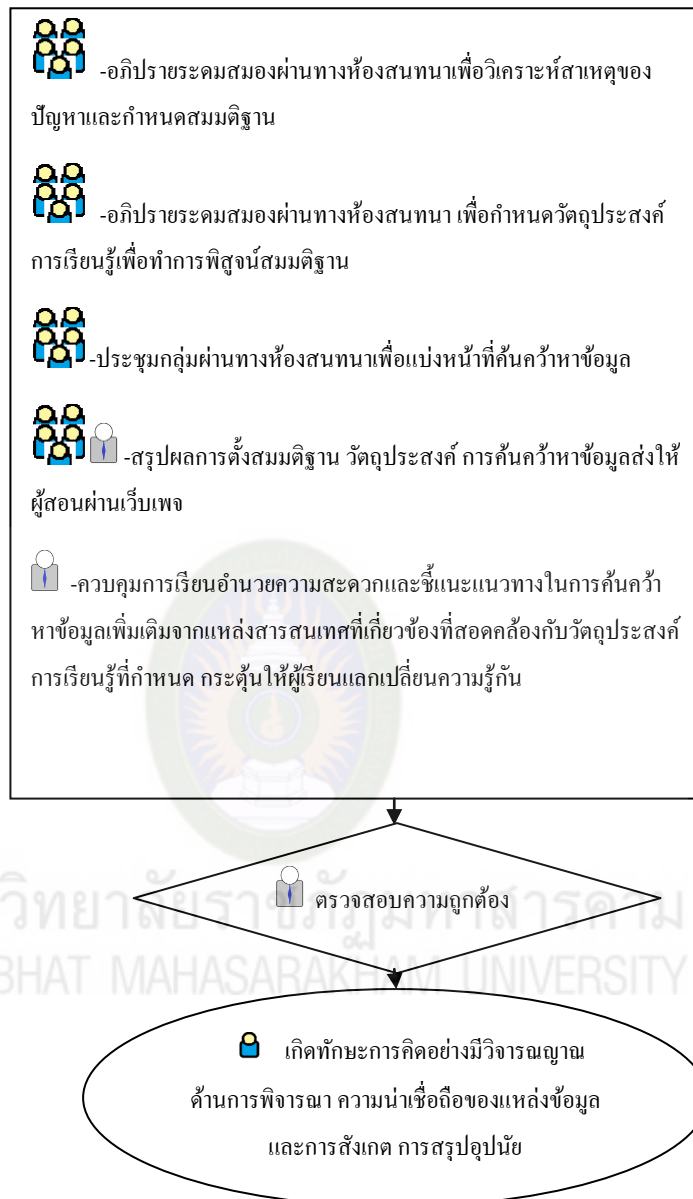 -อภิปรายระดมสมองผ่านทางห้องสนทนาเพื่อวิเคราะห์สาเหตุของ
ปัญหาและกำหนดสมมติฐาน
-อภิปรายระดมสมองผ่านทางห้องสนทนา เพื่อกำหนดวัตถุประสงค์
การเรียนรู้เพื่อทำการพิสูจน์สมมติฐาน
-ประชุมกลุ่มผ่านทางห้องสนทนาเพื่อแบ่งหน้าที่ค้นคว้าหาข้อมูล
-สรุปผลการตั้งสมมติฐาน วัตถุประสงค์ การค้นคว้าหาข้อมูลส่งให้
ผู้สอนผ่านเว็บเพจ
-ควบคุมการเรียนอำนวยความสะดวกและชี้แนะแนวทางในการค้นคว้า
หาข้อมูลเพิ่มเติมจากแหล่งสารสนเทศที่เกี่ยวข้องที่สอดคล้องกับวัตถุประสงค์
การเรียนรู้ที่กำหนด กระตุ้นให้ผู้เรียนแลกเปลี่ยนความรู้กัน
ตรวจสอบความถูกต้อง
วิทยาลัยราชภัฏมหาสารคาม
BHAT MAHASARAKHAM UNIVERSITY
เกิดทักษะการคิดอย่างมีวิจารณญาณ
ด้านการพิจารณา ความน่าเชื่อถือของแหล่งข้อมูล
และการสังเกต การสรุปอุปนัย